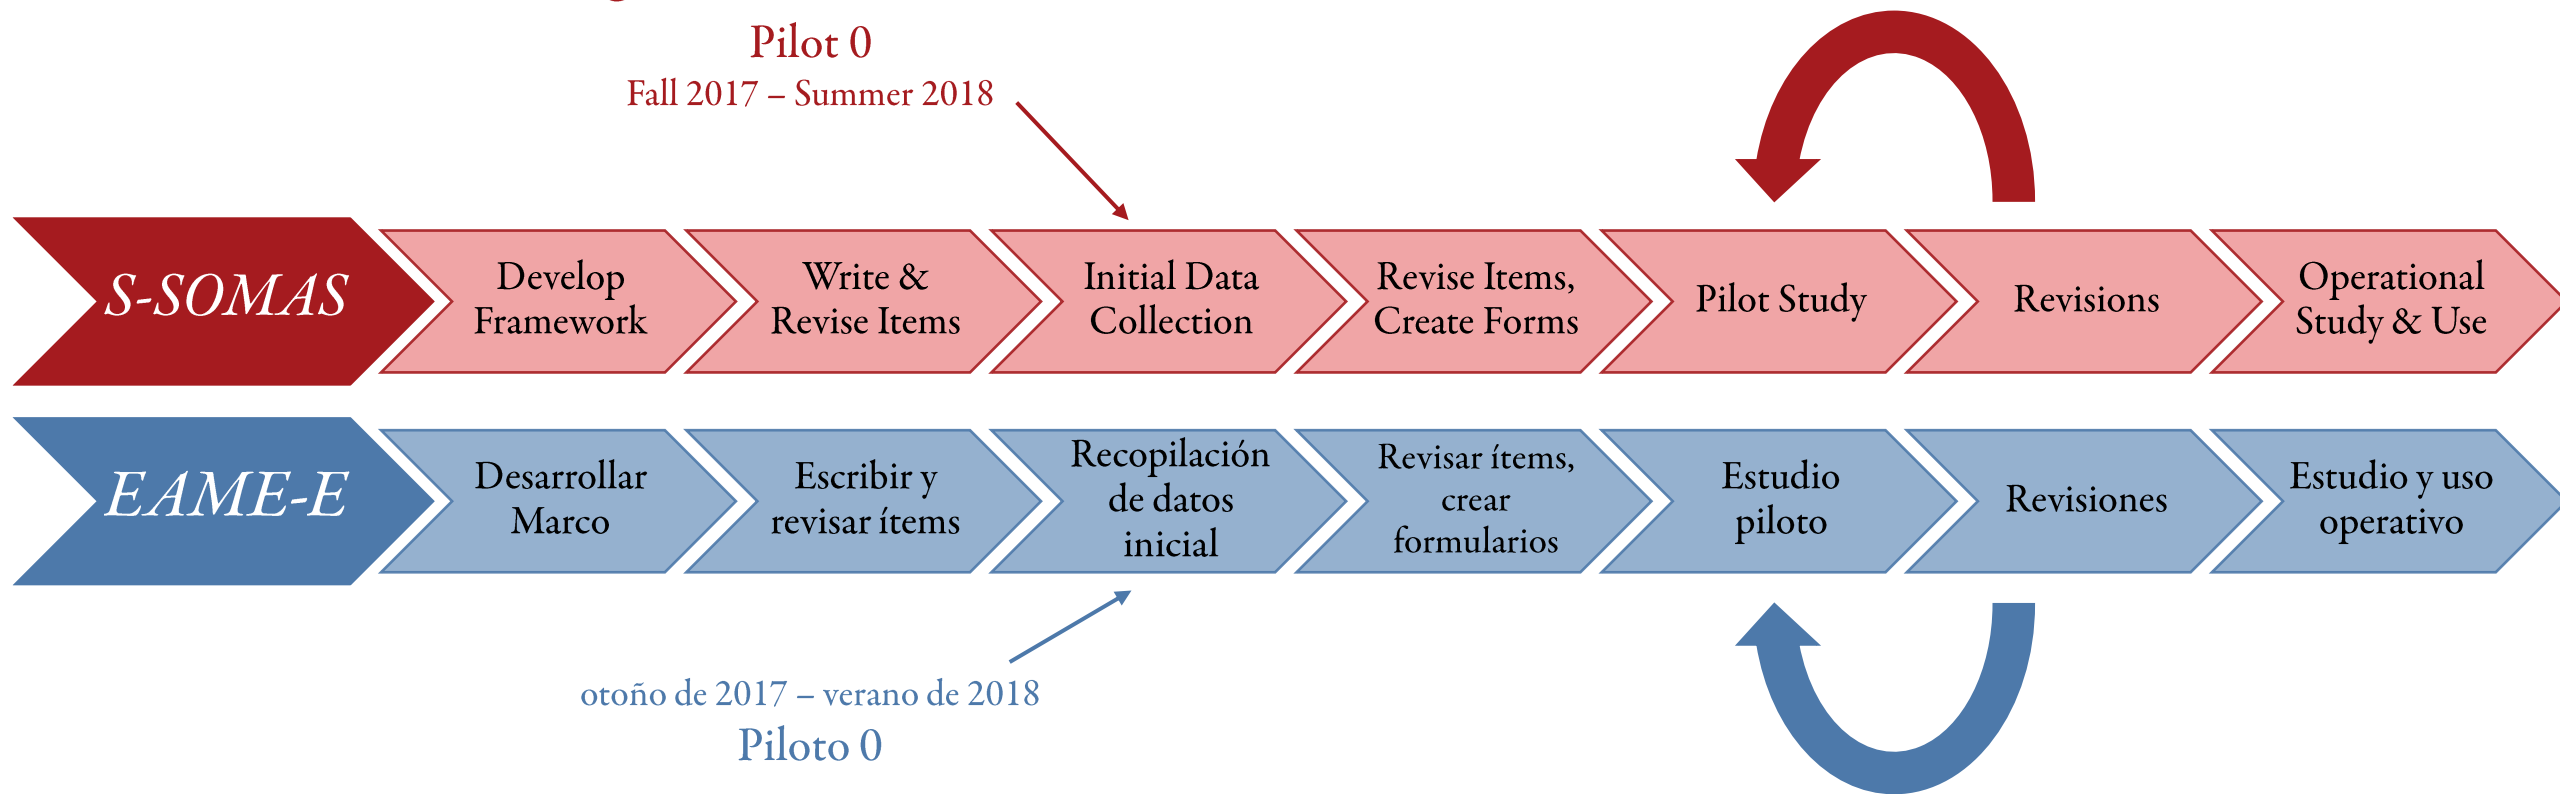 Pilot 0
Fall 2017 – Summer 2018
S-SOMAS
Develop
Framework
Write &
Revise Items
Initial Data
Collection
Revise Items,
Create Forms
Pilot Study
Revisions
Operational
Study & Use
EAME-E
Desarrollar
Marco
Escribir y
revisar ítems
Recopilación
de datos
inicial
Revisar ítems,
crear
formularios
Estudio
piloto
Revisiones
Estudio y uso
operativo
otoño de 2017 – verano de 2018
Piloto 0